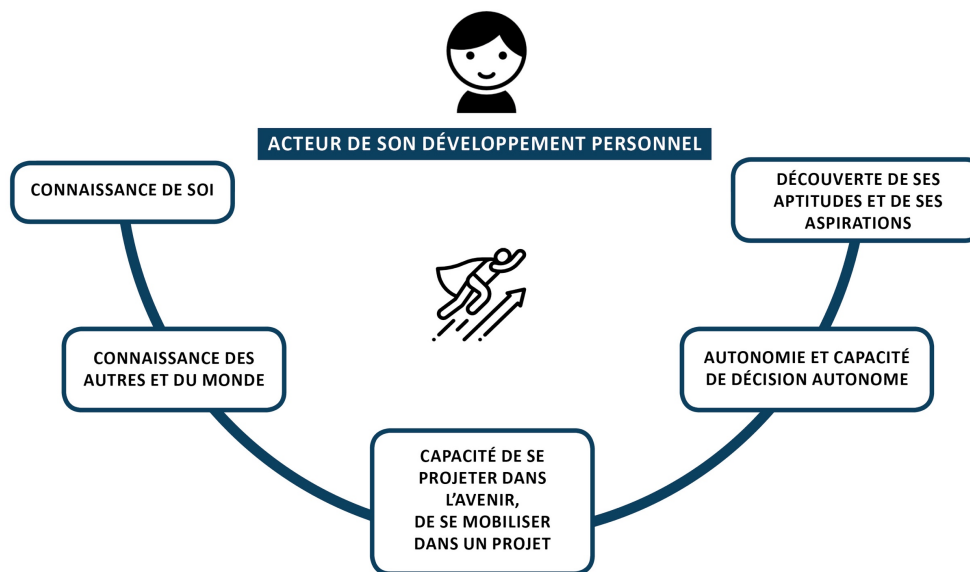 ACTEUR DE SON DÉVELOPPEMENT PERSONNEL
CONNAISSANCE DE SOI
DÉCOUVERTE DE SES
APTITUDES ET DE SES
ASPIRATIONS
CONNAISSANCE DES
AUTRES ET DU MONDE
AUTONOMIE ET CAPACITÉ
DE DÉCISION AUTONOME
CAPACITÉ DE SE
PROJETER DANS
L’AVENIR,
DE SE MOBILISER
DANS UN PROJET